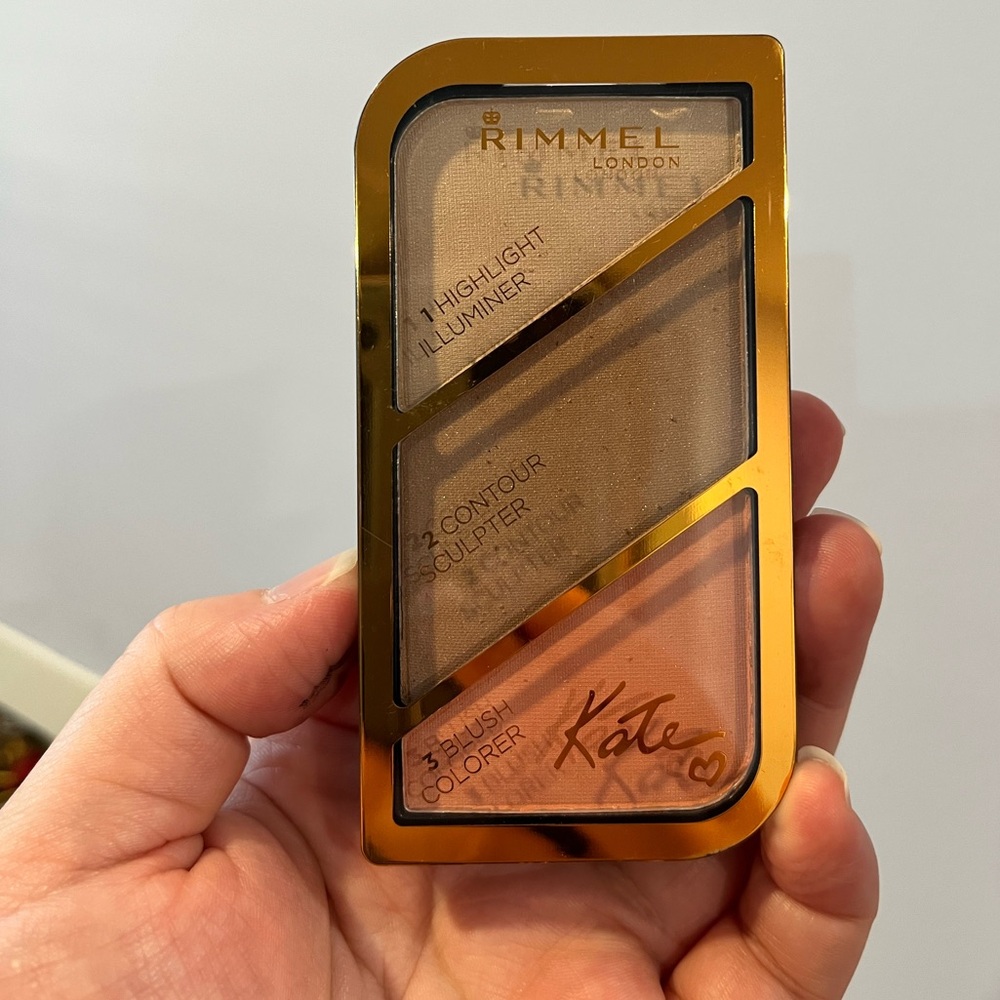 RIMMEL
LONDON
1 HIGHLIGHT
ILLUMINER
2 CONTOUR
SCULPTER
3 BLUSH
COLORER
Kate